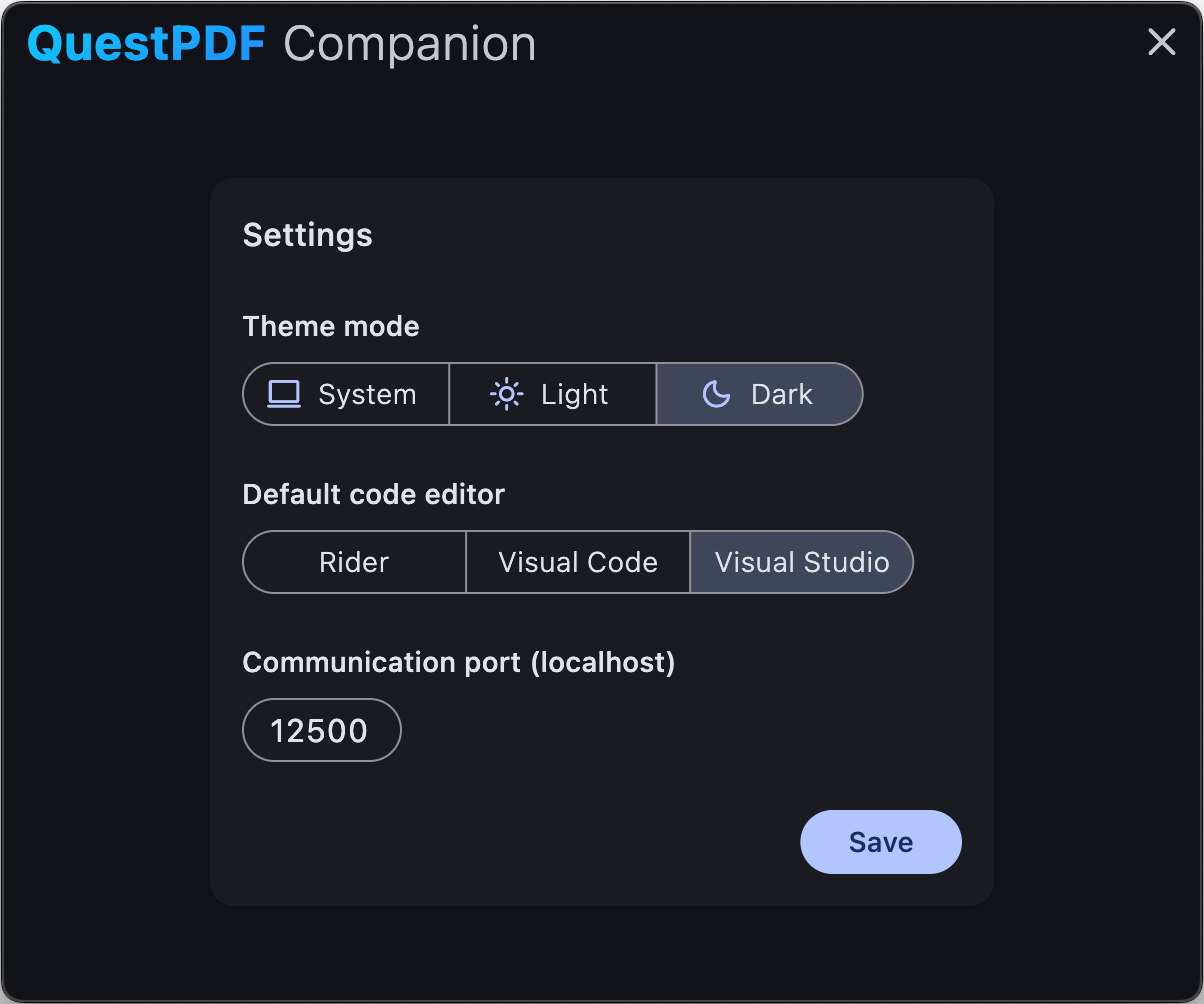 QuestPDF Companion
Settings
Theme mode
System Light Dark
Default code editor
Rider Visual Code Visual Studio
Communication port (localhost)
12500
Save